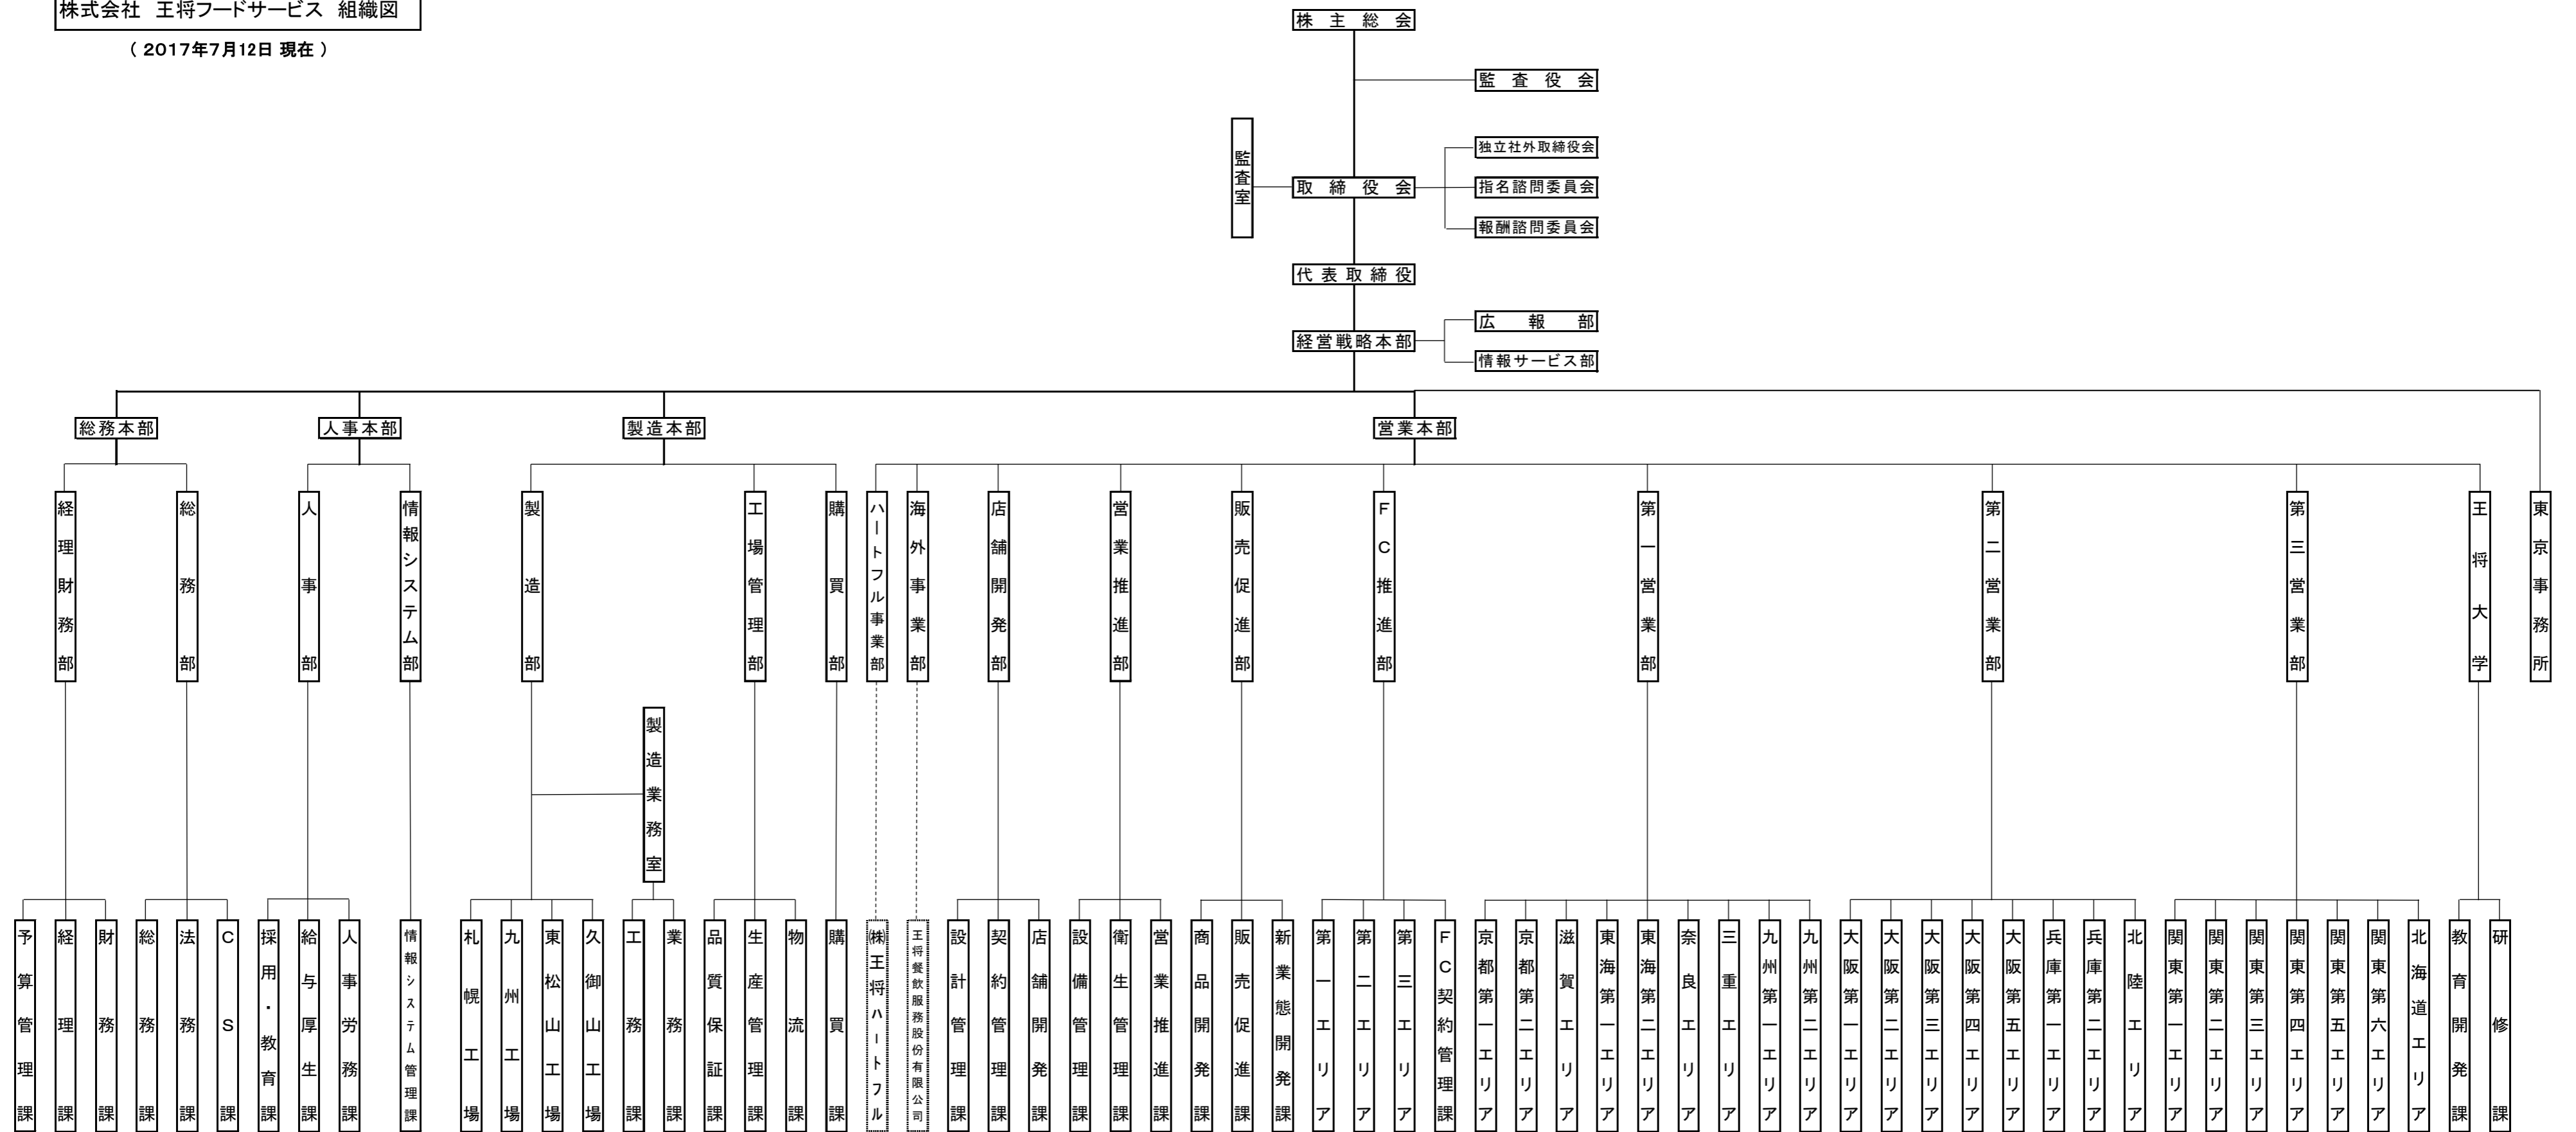 株式会社 王将フードサービス 組織図
（ 2017年7月12日 現在 ）
株主総会
監査役会
監査室
独立社外取締役会
取締役会
指名諮問委員会
報酬諮問委員会
代表取締役
広報部
経営戦略本部
情報サービス部
総務本部
人事本部
製造本部
営業本部
経理財務部
総務部
人事部
情報システム部
製造部
工場管理部
購買部
ハートフル事業部
海外事業部
店舗開発部
営業推進部
販売促進部
FC推進部
第一営業部
第二営業部
第三営業部
王将大学
東京事務所
製造業務室
予算管理課
経理課
財務課
総務課
法務課
CS課
採用・教育課
給与厚生課
人事労務課
情報システム管理課
札幌工場
九州工場
東松山工場
久御山工場
工務課
業務課
品質保証課
生産管理課
物流課
購買課
㈱王将ハートフル
王将餐飲服務股份有限公司
設計管理課
契約管理課
店舗開発課
設備管理課
衛生管理課
営業推進課
商品開発課
販売促進課
新業態開発課
第一エリア
第二エリア
第三エリア
FC契約管理課
京都第一エリア
京都第二エリア
滋賀エリア
東海第一エリア
東海第二エリア
奈良エリア
三重エリア
九州第一エリア
九州第二エリア
大阪第一エリア
大阪第二エリア
大阪第三エリア
大阪第四エリア
大阪第五エリア
兵庫第一エリア
兵庫第二エリア
北陸エリア
関東第一エリア
関東第二エリア
関東第三エリア
関東第四エリア
関東第五エリア
関東第六エリア
北海道エリア
教育開発課
研修課